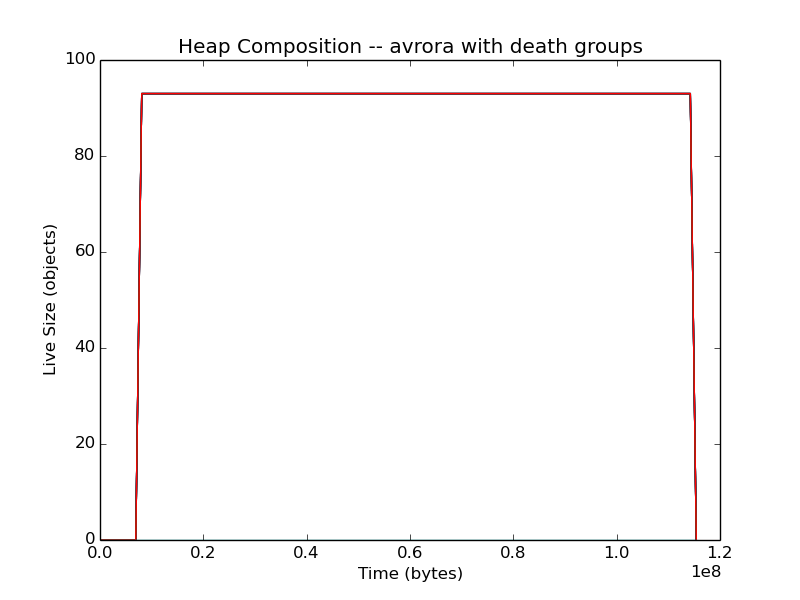 Heap Composition -- avrora with death groups
100
80
60
40
20
0
Live Size (objects)
0.0 0.2 0.4 0.6 0.8 1.0 1.2
1e8
Time (bytes)